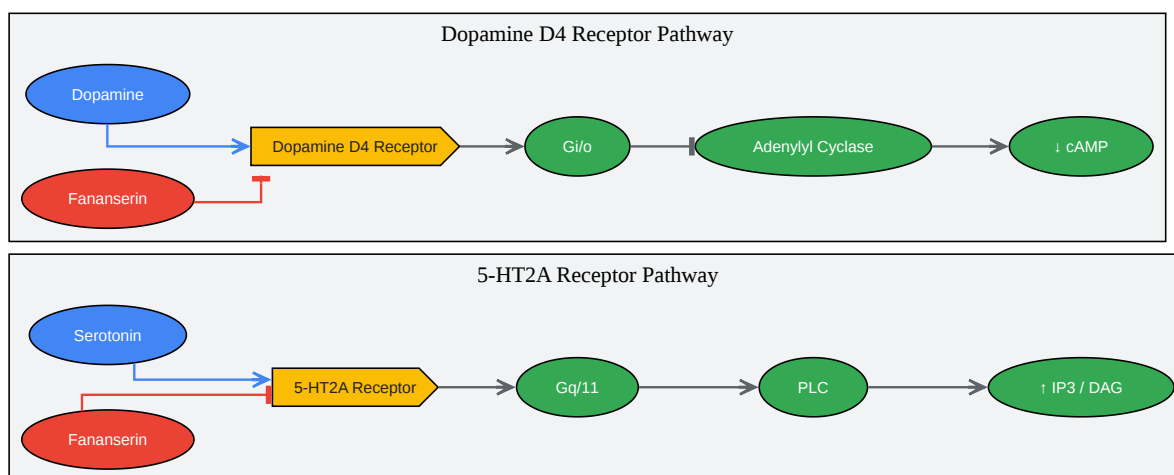 Dopamine D4 Receptor Pathway
Dopamine
Dopamine D4 Receptor
Gi/o
Adenylyl Cyclase
↓ cAMP
Fananserin
5-HT2A Receptor Pathway
Serotonin
5-HT2A Receptor
Gq/11
PLC
↑ IP3 / DAG
Fananserin